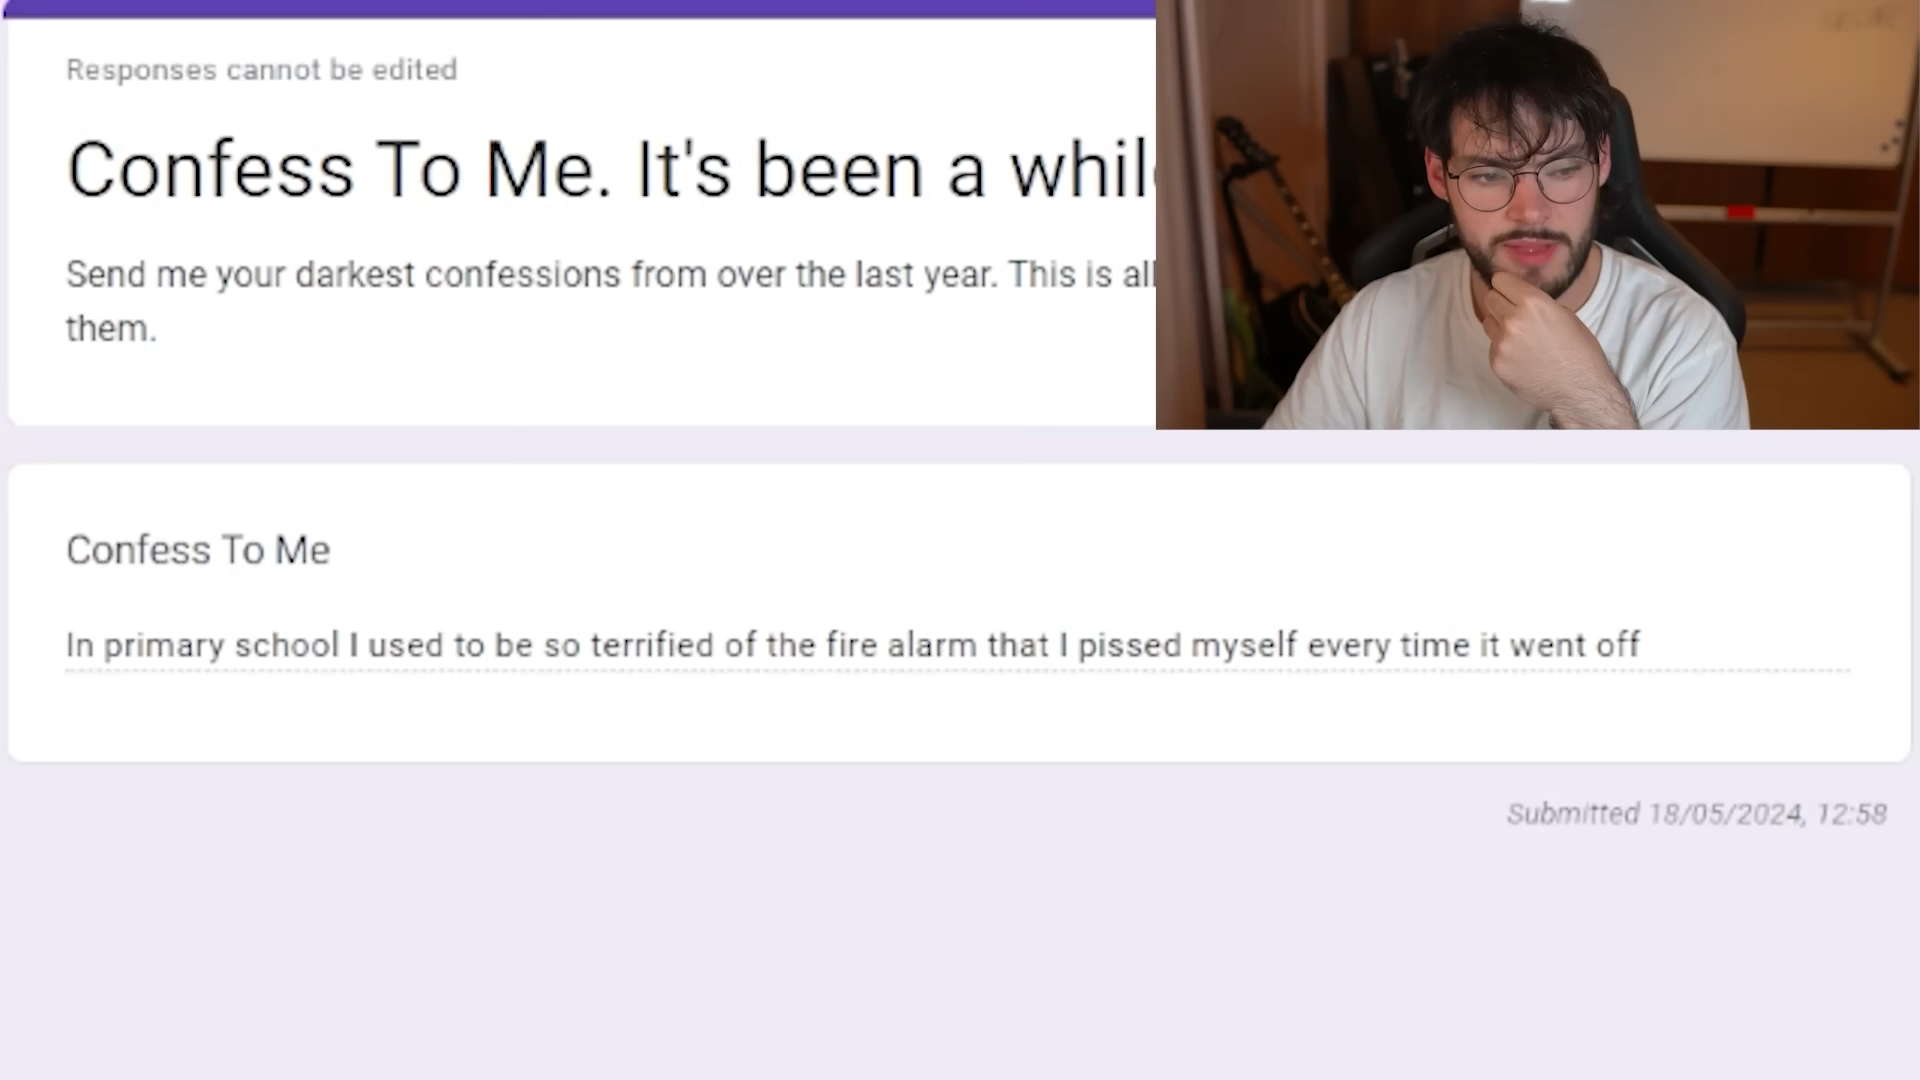 Responses cannot be edited
Confess To Me. It's been a whil
Send me your darkest confessions from over the last year. This is all
them.
Confess To Me
In primary school I used to be so terrified of the fire alarm that I pissed myself every time it went off
Submitted 18/05/2024, 12:58